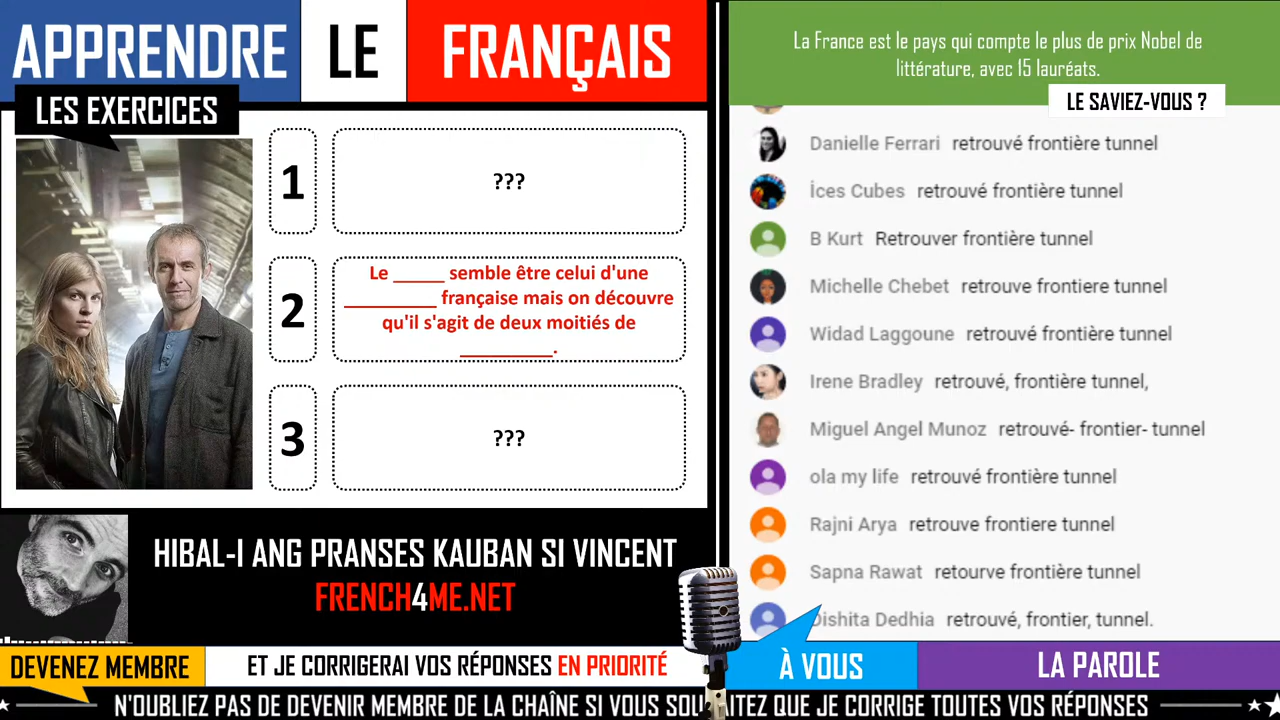 APPRENDRE LE FRANÇAIS
LES EXERCICES
1
???
2
Le _____ semble être celui d'une
_________ française mais on découvre
qu'il s'agit de deux moitiés de
_________.
3
???
HIBAL-I ANG PRANSES KAUBAN SI VINCENT
FRENCH4ME.NET
DEVENEZ MEMBRE
ET JE CORRIGERAI VOS RÉPONSES EN PRIORITÉ
La France est le pays qui compte le plus de prix Nobel de
littérature, avec 15 lauréats.
LE SAVIEZ-VOUS ?
Danielle Ferrari retrouvé frontière tunnel
İces Cubes retrouvé frontière tunnel
B Kurt Retrouver frontière tunnel
Michelle Chebet retrouve frontiere tunnel
Widad Laggoune retrouvé frontière tunnel
Irene Bradley retrouvé, frontière tunnel,
Miguel Angel Munoz retrouvé- frontier- tunnel
ola my life retrouvé frontière tunnel
Rajni Arya retrouve frontière tunnel
Sapna Rawat retourve frontière tunnel
Dishita Dedhia retrouvé, frontier, tunnel.
À VOUS
LA PAROLE
N'OUBLIEZ PAS DE DEVENIR MEMBRE DE LA CHAÎNE SI VOUS SOUHAITEZ QUE JE CORRIGE TOUTES VOS RÉPONSES